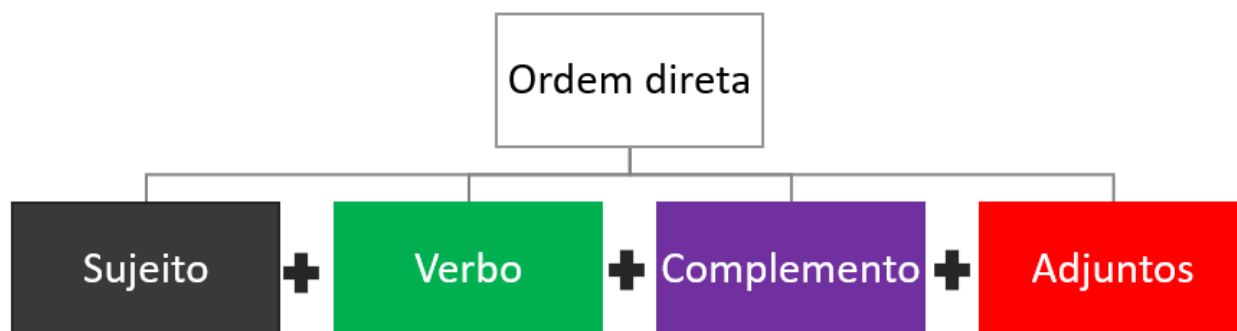 Ordem direta
Sujeito + Verbo + Complemento + Adjuntos